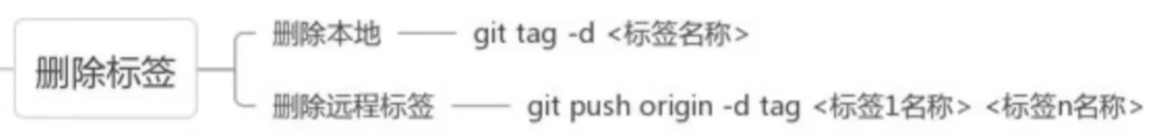 删除标签
删除本地 git tag -d <标签名称>
删除远程标签 git push origin -d tag <标签1名称> <标签n名称>